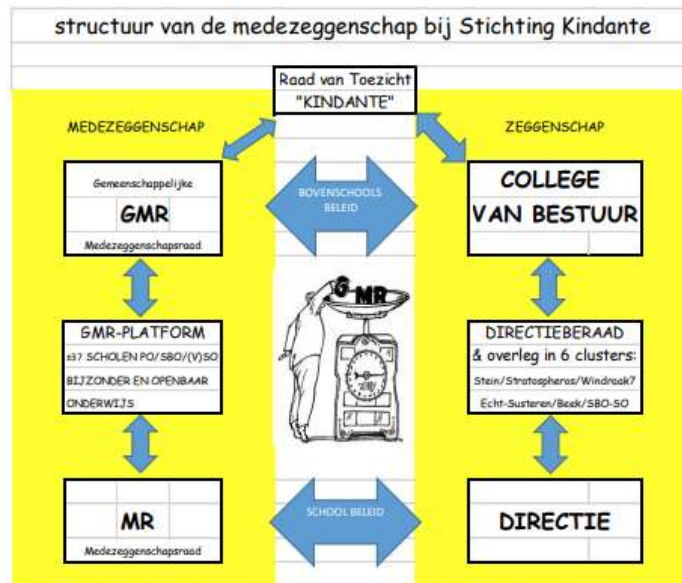 structuur van de medezeggenschap bij Stichting Kindante
Raad van Toezicht
"KINDANTE"
MEDEZEGGENSCHAP
ZEGGENSCHAP
Gemeenschappelijke
GMR
Medezeggenschapsraad
BOVENSCHOOLS
BELEID
COLLEGE
VAN BESTUUR
GMR-PLATFORM
±37 SCHOLEN PO/SBO/(V)SO
BIJZONDER EN OPENBAAR
ONDERWIJS
G MR
DIRECTIEBERAAD
& overleg in 6 clusters:
Stein/Stratospheros/Windraak7
Echt-Susteren/Beek/SBO-SO
MR
Medezeggenschapsraad
SCHOOL BELEID
DIRECTIE